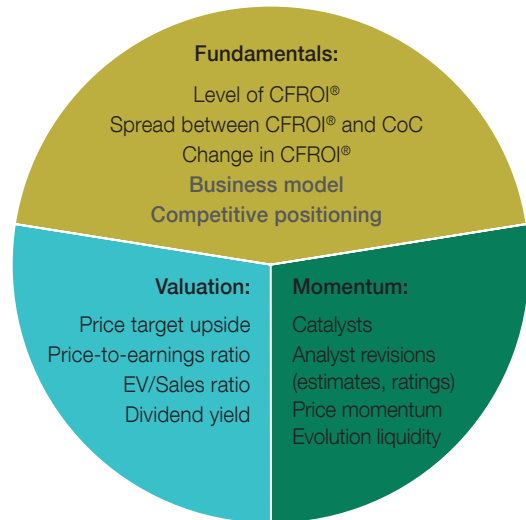 Fundamentals:
Level of CFROI®
Spread between CFROI® and CoC
Change in CFROI®
Business model
Competitive positioning
Valuation:
Price target upside
Price-to-earnings ratio
EV/Sales ratio
Dividend yield
Momentum:
Catalysts
Analyst revisions
(estimates, ratings)
Price momentum
Evolution liquidity